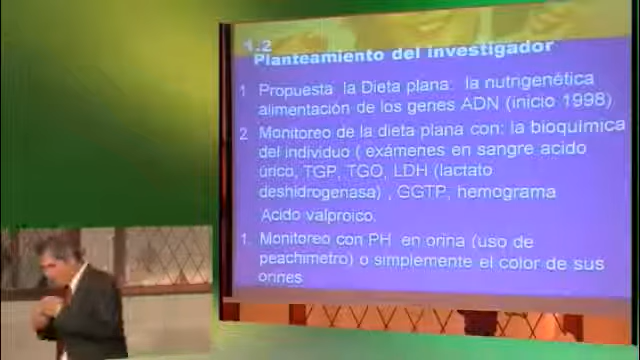 1.2
Planteamiento del investigador
1 Propuesta la Dieta plana: la nutrigenética
alimentación de los genes ADN (inicio 1998)
2 Monitoreo de la dieta plana con: la bioquímica
del individuo ( exámenes en sangre acido
úrico, TGP, TGO, LDH (lactato
deshidrogenasa) , GGTP, hemograma
Acido valproico.
1. Monitoreo con PH en orina (uso de
peachimetro) o simplemente el color de sus
orines